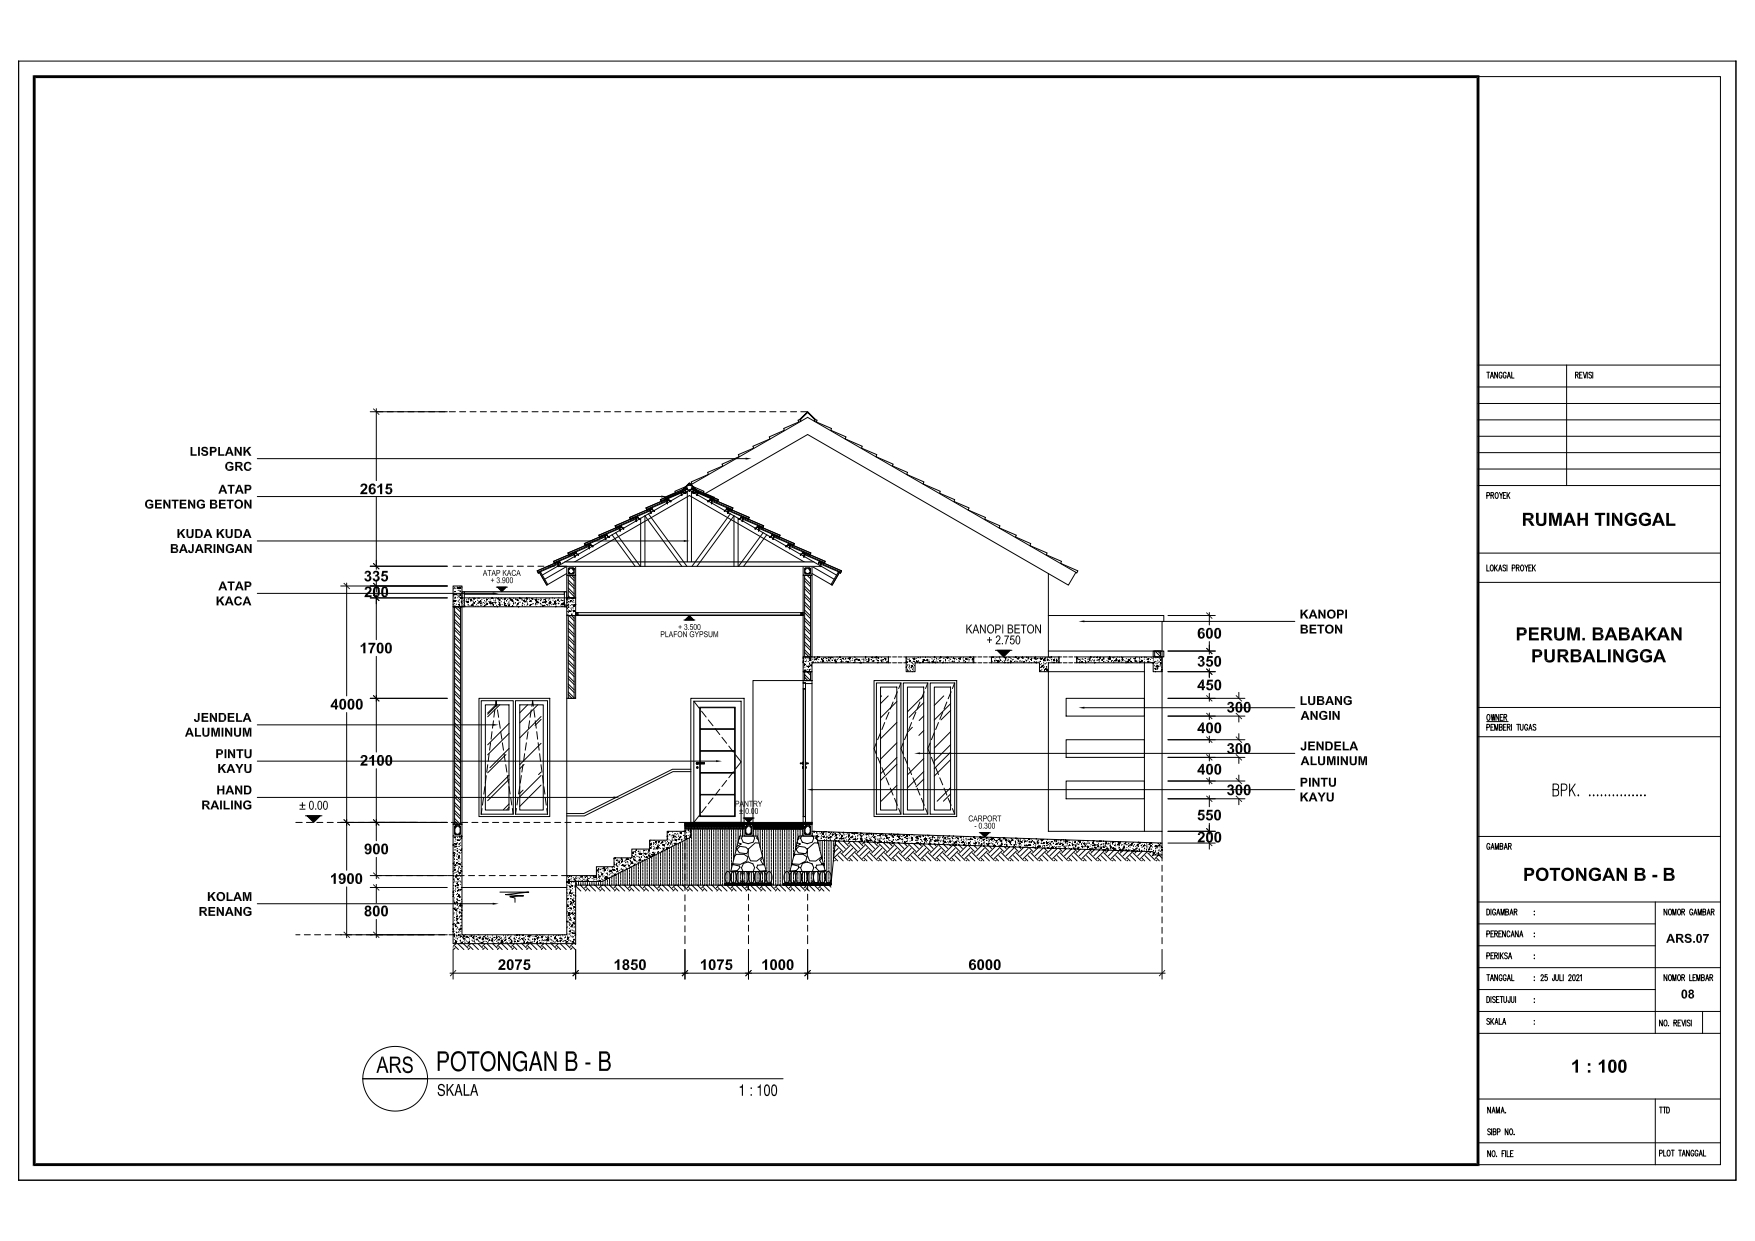 LISPLANK
GRC
ATAP
GENTENG BETON
KUDA KUDA
BAJARINGAN
ATAP
KACA
JENDELA
ALUMINUM
PINTU
KAYU
HAND
RAILING
± 0.00
KOLAM
RENANG
2615
335
200
1700
4000
2100
900
1900
800
ATAP KACA
+ 3.900
+ 3.500
PLAFON GYPSUM
KANOPI BETON
+ 2.750
PANTRY
± 0.00
CARPORT
- 0.300
600
350
450
300
400
300
400
300
550
200
KANOPI
BETON
LUBANG
ANGIN
JENDELA
ALUMINUM
PINTU
KAYU
2075
1850
1075
1000
6000
ARS
POTONGAN B - B
SKALA 1 : 100
TANGGAL REVISI
PROYEK
RUMAH TINGGAL
LOKASI PROYEK
PERUM. BABAKAN
PURBALINGGA
OWNER
PEMBERI TUGAS
BPK. ...............
GAMBAR
POTONGAN B - B
DIGAMBAR :
NOMOR GAMBAR
PERENCANA :
ARS.07
PERIKSA :
TANGGAL : 25 JULI 2021
NOMOR LEMBAR
08
DISETUJUI :
SKALA :
NO. REVISI
1 : 100
NAMA.
TTD
SIBP NO.
NO. FILE
PLOT TANGGAL